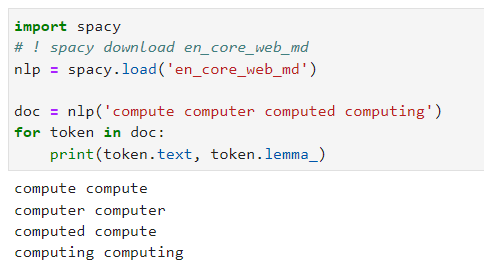 import spacy
# ! spacy download en_core_web_md
nlp = spacy.load('en_core_web_md')
doc = nlp('compute computer computed computing')
for token in doc:
    print(token.text, token.lemma_)
compute compute
computer computer
computed compute
computing computing